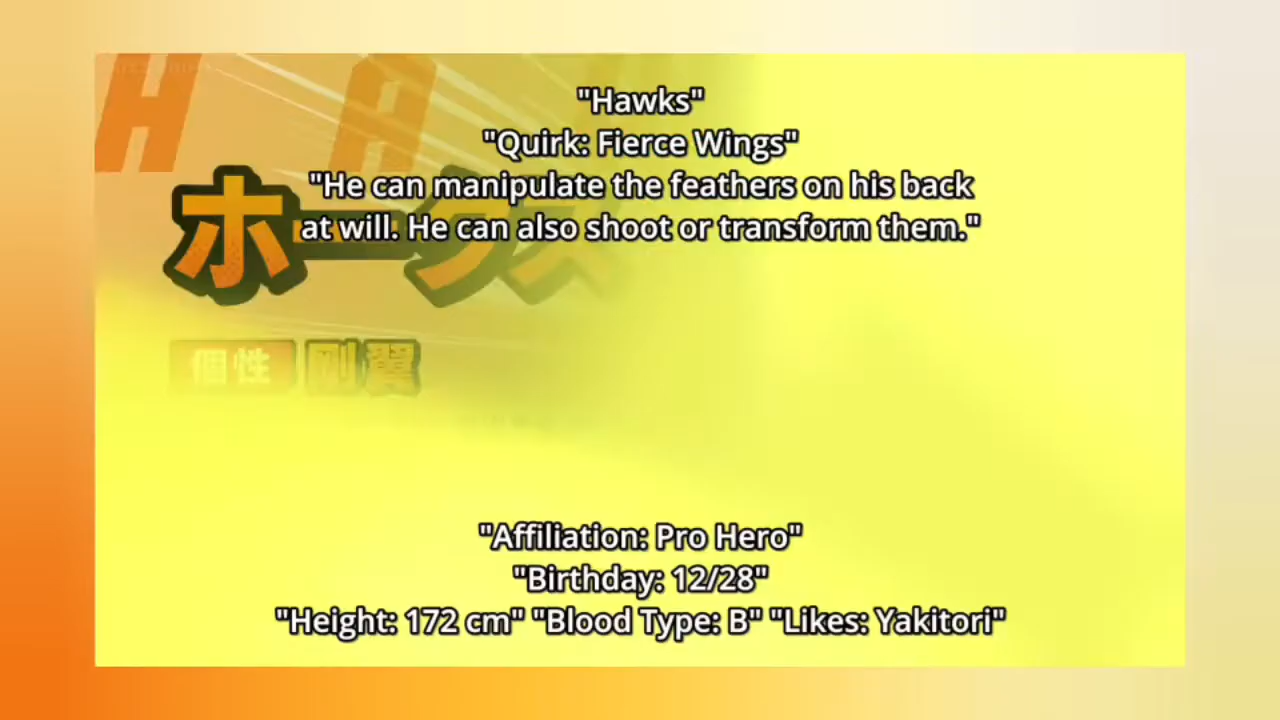 H A
"Hawks"
"Quirk: Fierce Wings"
"He can manipulate the feathers on his back
at will. He can also shoot or transform them."
ホークス
個性 剛翼
"Affiliation: Pro Hero"
"Birthday: 12/28"
"Height: 172 cm" "Blood Type: B" "Likes: Yakitori"